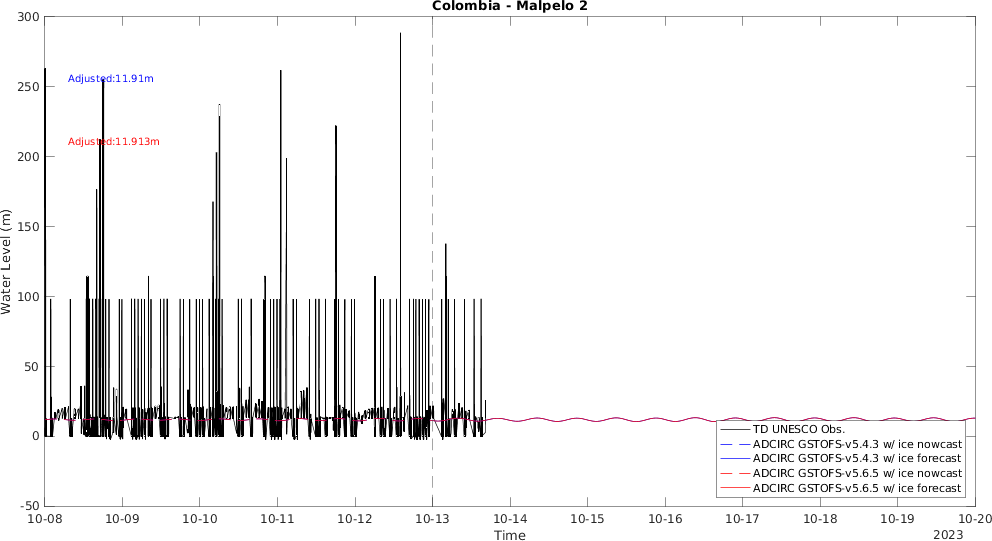 Colombia - Malpelo 2
300
250
200
150
100
50
0
-50
Water Level (m)
Adjusted:11.91m
Adjusted:11.913m
TD UNESCO Obs.
ADCIRC GSTOFS-v5.4.3 w/ ice nowcast
ADCIRC GSTOFS-v5.4.3 w/ ice forecast
ADCIRC GSTOFS-v5.6.5 w/ ice nowcast
ADCIRC GSTOFS-v5.6.5 w/ ice forecast
10-08 10-09 10-10 10-11 10-12 10-13 10-14 10-15 10-16 10-17 10-18 10-19 10-20
Time
2023